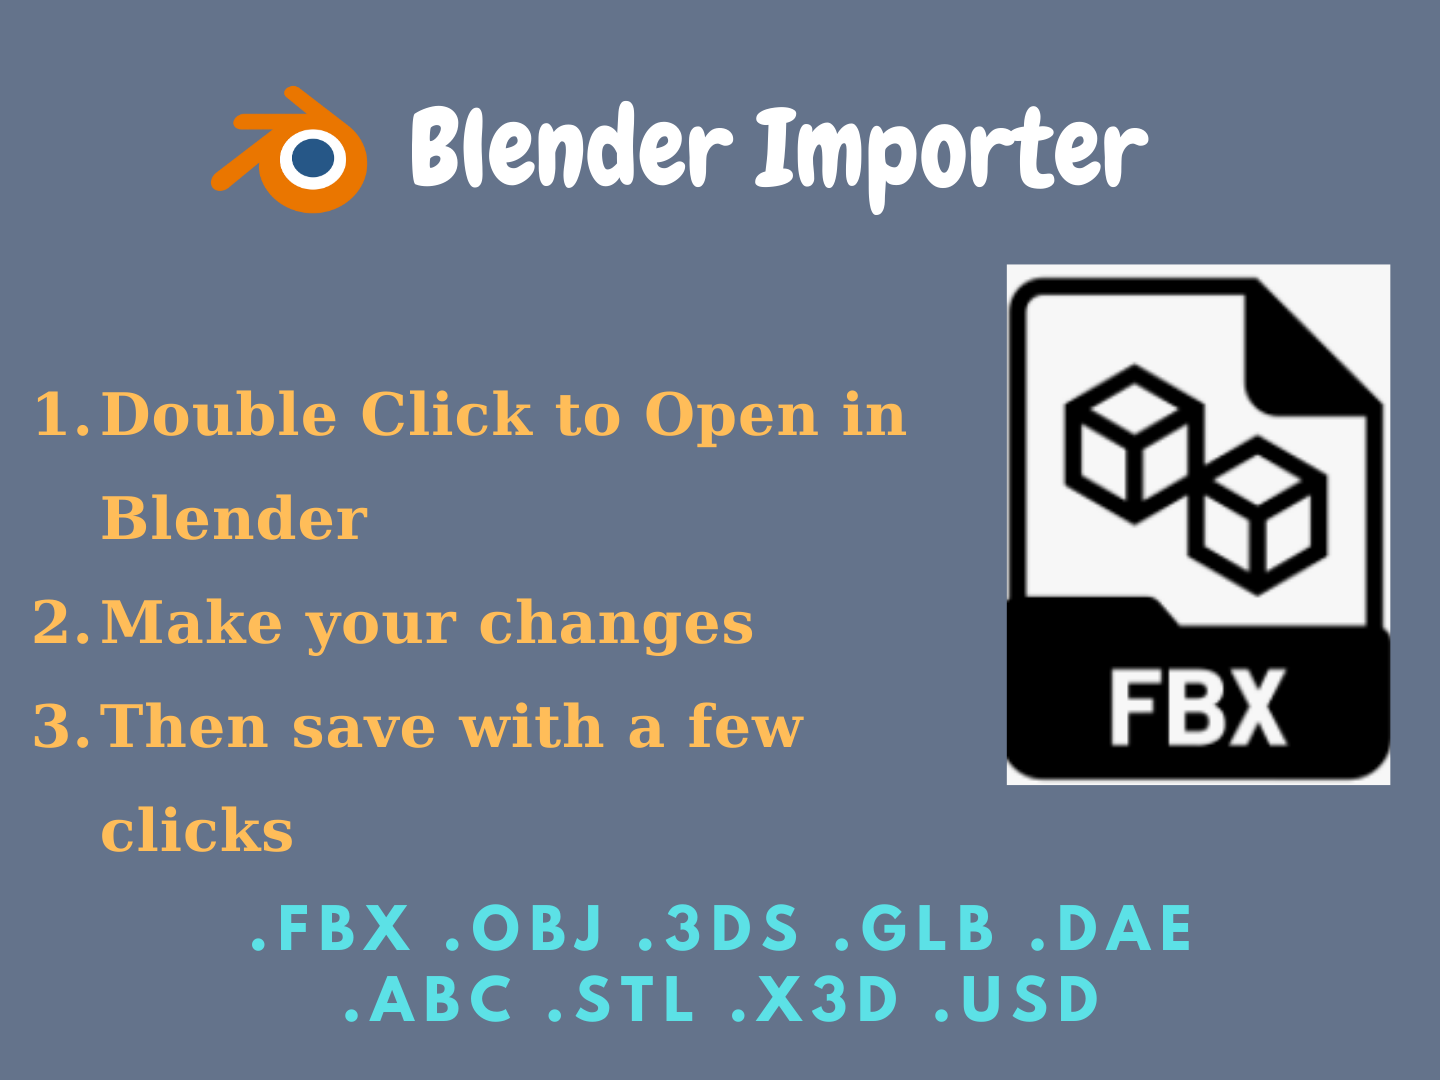 Blender Importer
1. Double Click to Open in
Blender
2. Make your changes
3. Then save with a few
clicks
FBX
.FBX .OBJ .3DS .GLB .DAE
.ABC .STL .X3D .USD